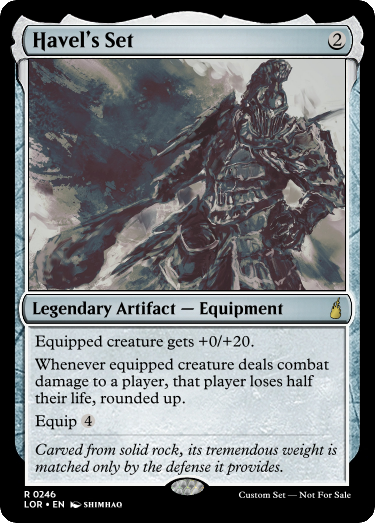 Havel's Set 2
Legendary Artifact — Equipment
Equipped creature gets +0/+20.
Whenever equipped creature deals combat
damage to a player, that player loses half
their life, rounded up.
Equip 4
Carved from solid rock, its tremendous weight is
matched only by the defense it provides.
R 0246
LOR • EN SHIMHAO
Custom Set — Not For Sale